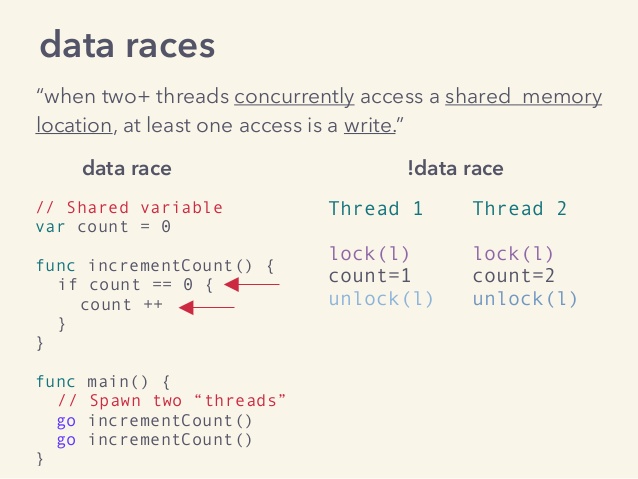 data races
“when two+ threads concurrently access a shared memory
location, at least one access is a write.”
data race
// Shared variable
var count = 0
func incrementCount() {
if count == 0 {
count ++
}
}
func main() {
// Spawn two “threads”
go incrementCount()
go incrementCount()
}
!data race
Thread 1 Thread 2
lock(l) lock(l)
count=1 count=2
unlock(l) unlock(l)